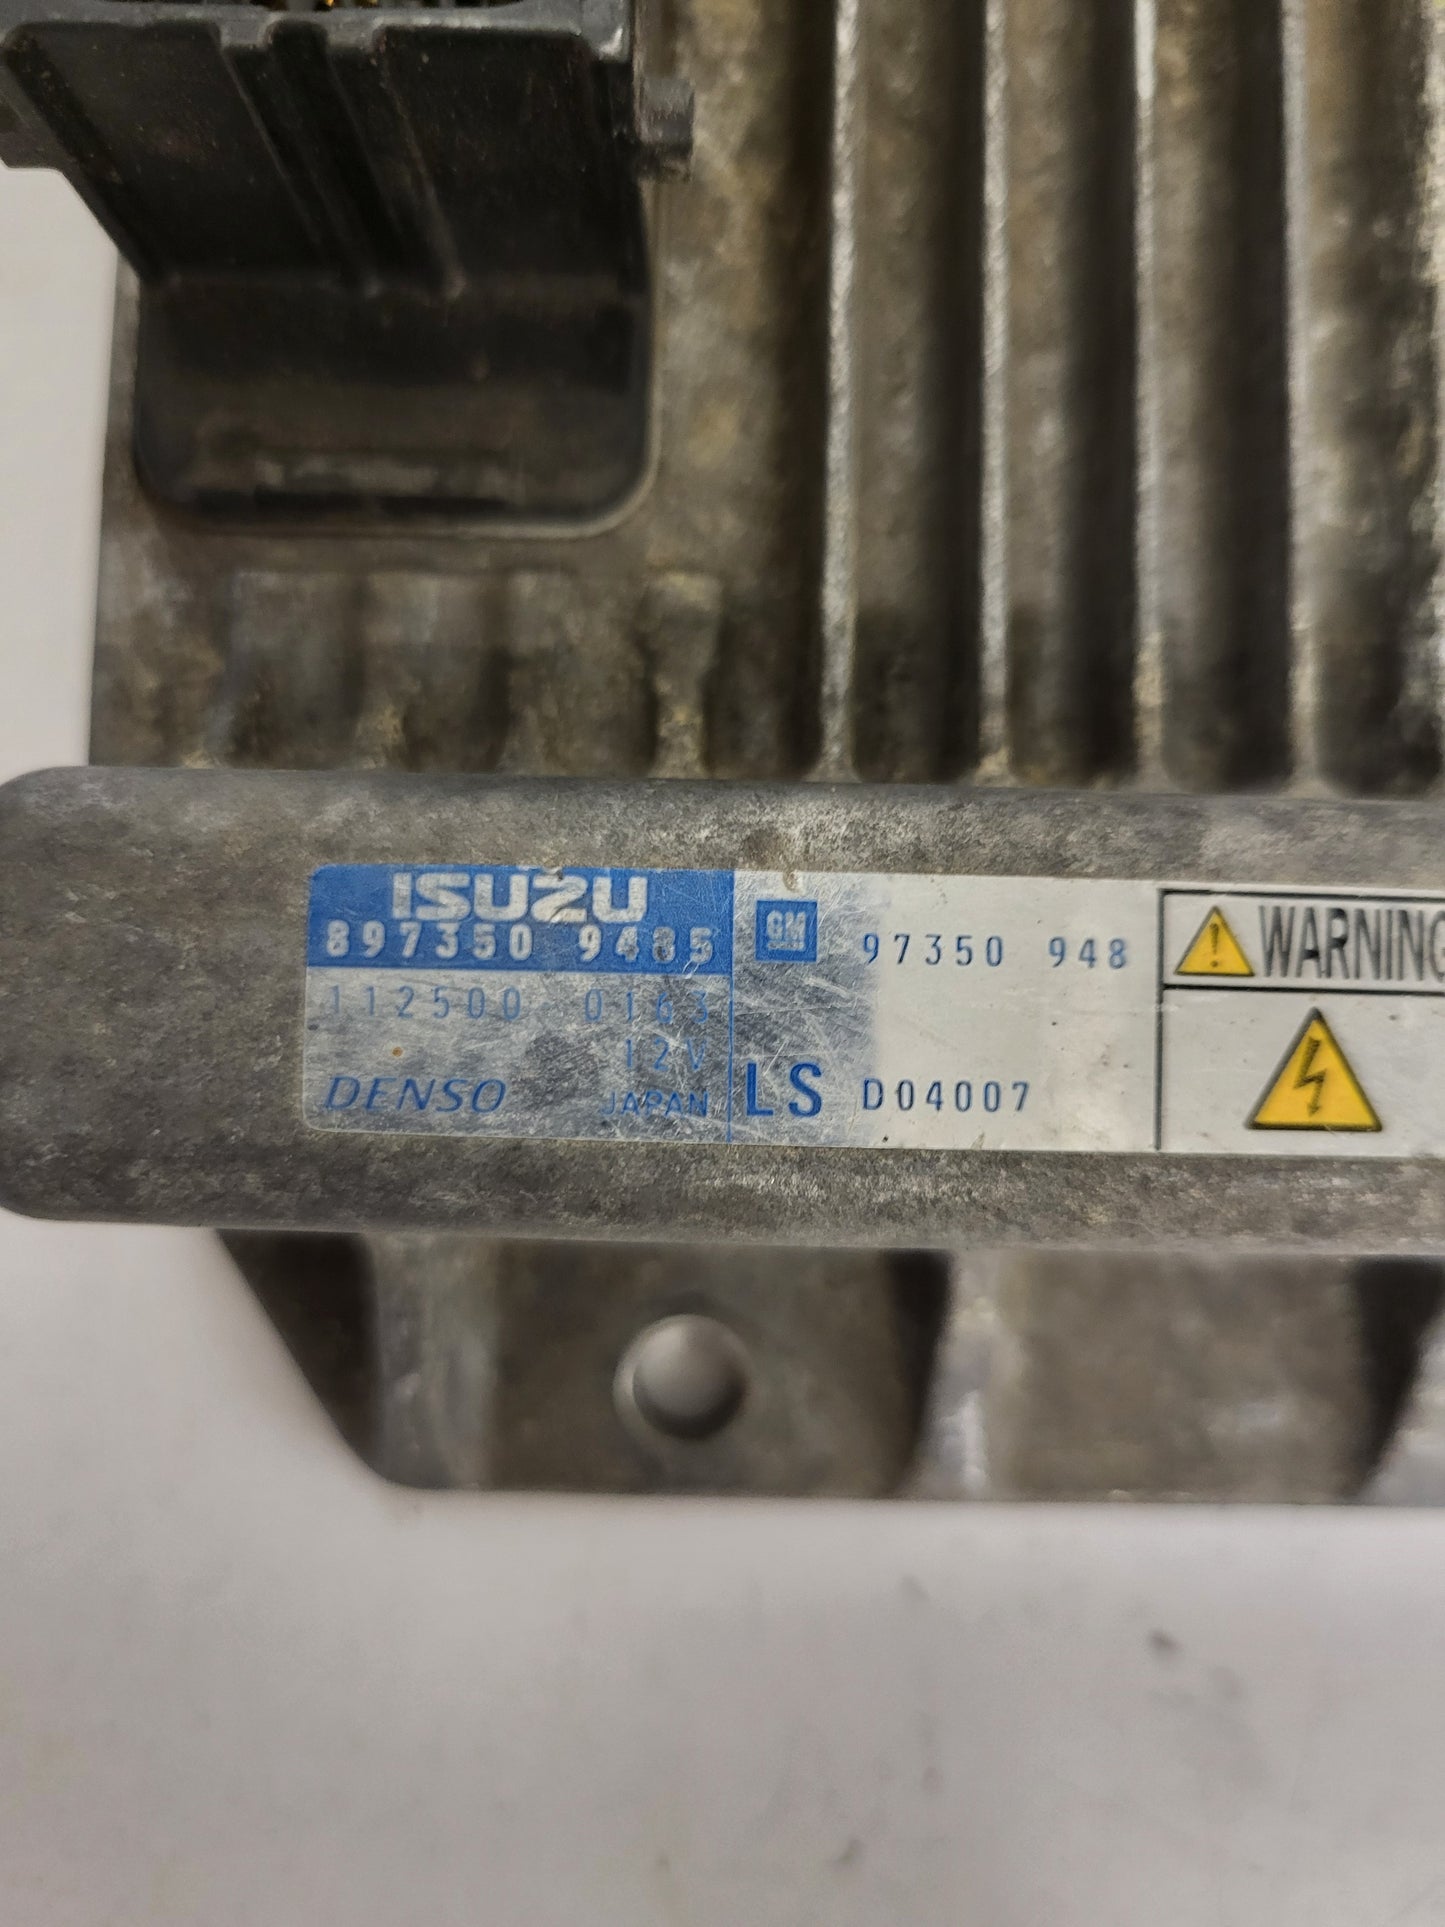 ISUZU
897350 9485
112500 0163
12V
DENSO JAPAN
GM 97350 948
LS D04007
WARNING